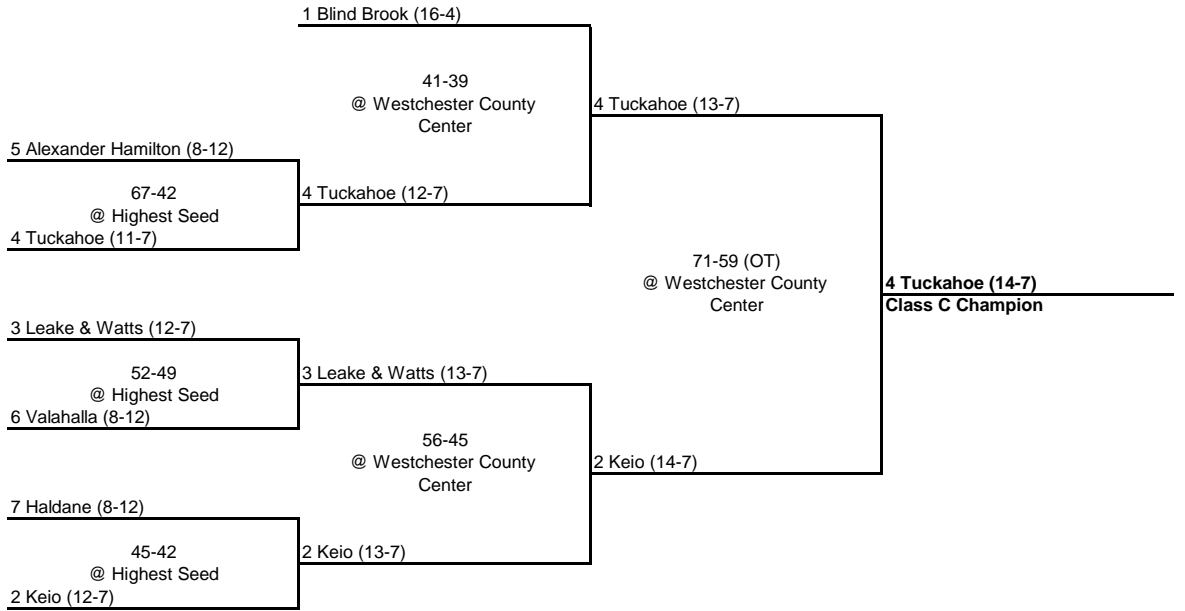 1 Blind Brook (16-4)
41-39
@ Westchester County
Center
4 Tuckahoe (13-7)
5 Alexander Hamilton (8-12)
67-42
@ Highest Seed
4 Tuckahoe (12-7)
4 Tuckahoe (11-7)
71-59 (OT)
@ Westchester County
Center
4 Tuckahoe (14-7)
Class C Champion
3 Leake & Watts (12-7)
52-49
@ Highest Seed
3 Leake & Watts (13-7)
6 Valahalla (8-12)
56-45
@ Westchester County
Center
2 Keio (14-7)
7 Haldane (8-12)
45-42
@ Highest Seed
2 Keio (13-7)
2 Keio (12-7)